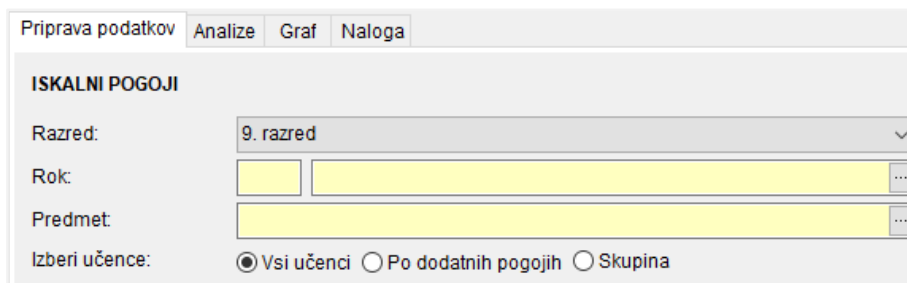 Priprava podatkov Analize Graf Naloga
ISKALNI POGOJI
Razred: 9. razred
Rok: ...
Predmet: ...
Izberi učence: Vsi učenci Po dodatnih pogojih Skupina